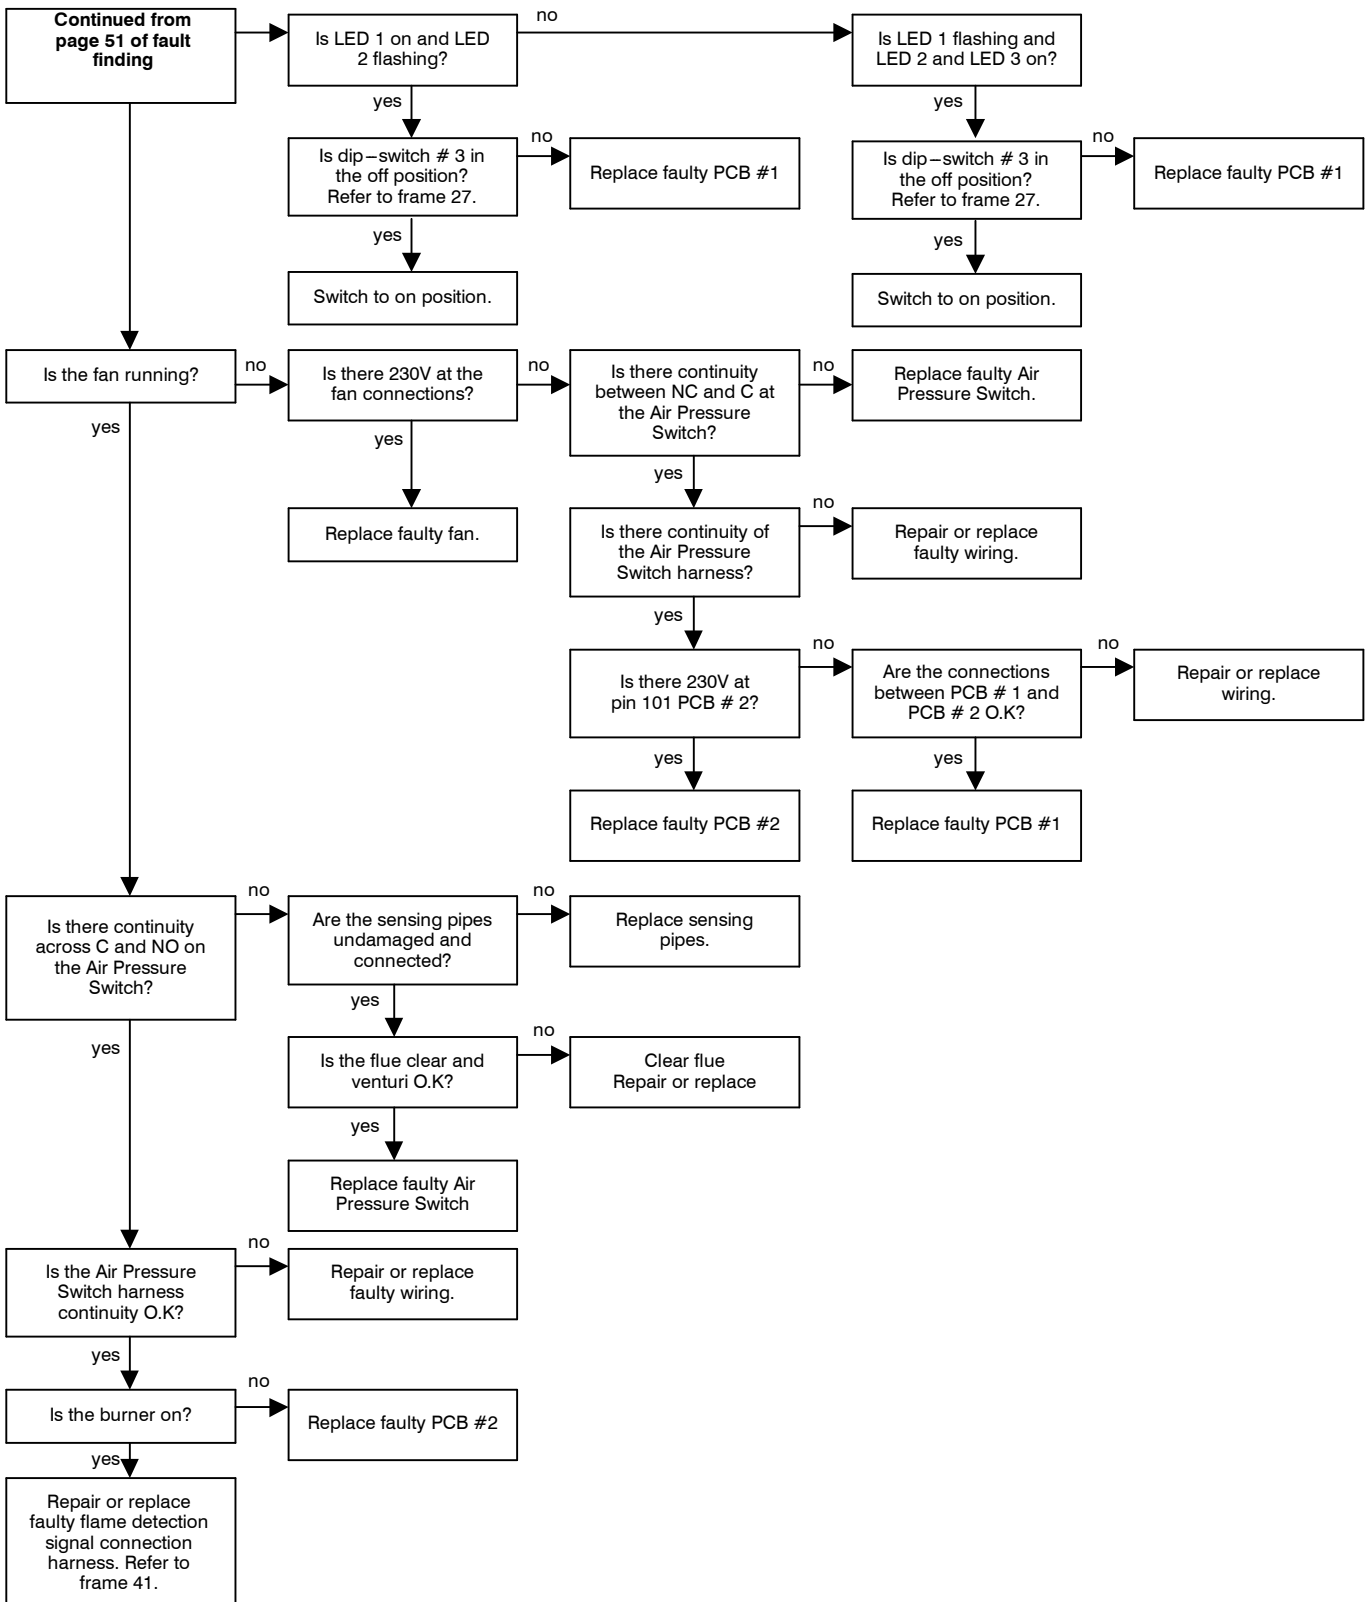 Continued from
page 51 of fault
finding
Is LED 1 on and LED
2 flashing?
no
Is LED 1 flashing and
LED 2 and LED 3 on?
yes
yes
Is dip–switch # 3 in
the off position?
Refer to frame 27.
no
Replace faulty PCB #1
Is dip–switch # 3 in
the off position?
Refer to frame 27.
no
Replace faulty PCB #1
yes
yes
Switch to on position.
Switch to on position.
Is the fan running?
no
Is there 230V at the
fan connections?
no
Is there continuity
between NC and C at
the Air Pressure
Switch?
no
Replace faulty Air
Pressure Switch.
yes
yes
yes
Replace faulty fan.
Is there continuity of
the Air Pressure
Switch harness?
no
Repair or replace
faulty wiring.
yes
Is there 230V at
pin 101 PCB # 2?
no
Are the connections
between PCB # 1 and
PCB # 2 O.K?
no
Repair or replace
wiring.
yes
yes
Replace faulty PCB #2
Replace faulty PCB #1
Is there continuity
across C and NO on
the Air Pressure
Switch?
no
Are the sensing pipes
undamaged and
connected?
no
Replace sensing
pipes.
yes
yes
Is the flue clear and
venturi O.K?
no
Clear flue
Repair or replace
yes
Replace faulty Air
Pressure Switch
Is the Air Pressure
Switch harness
continuity O.K?
no
Repair or replace
faulty wiring.
yes
Is the burner on?
no
Replace faulty PCB #2
yes
Repair or replace
faulty flame detection
signal connection
harness. Refer to
frame 41.